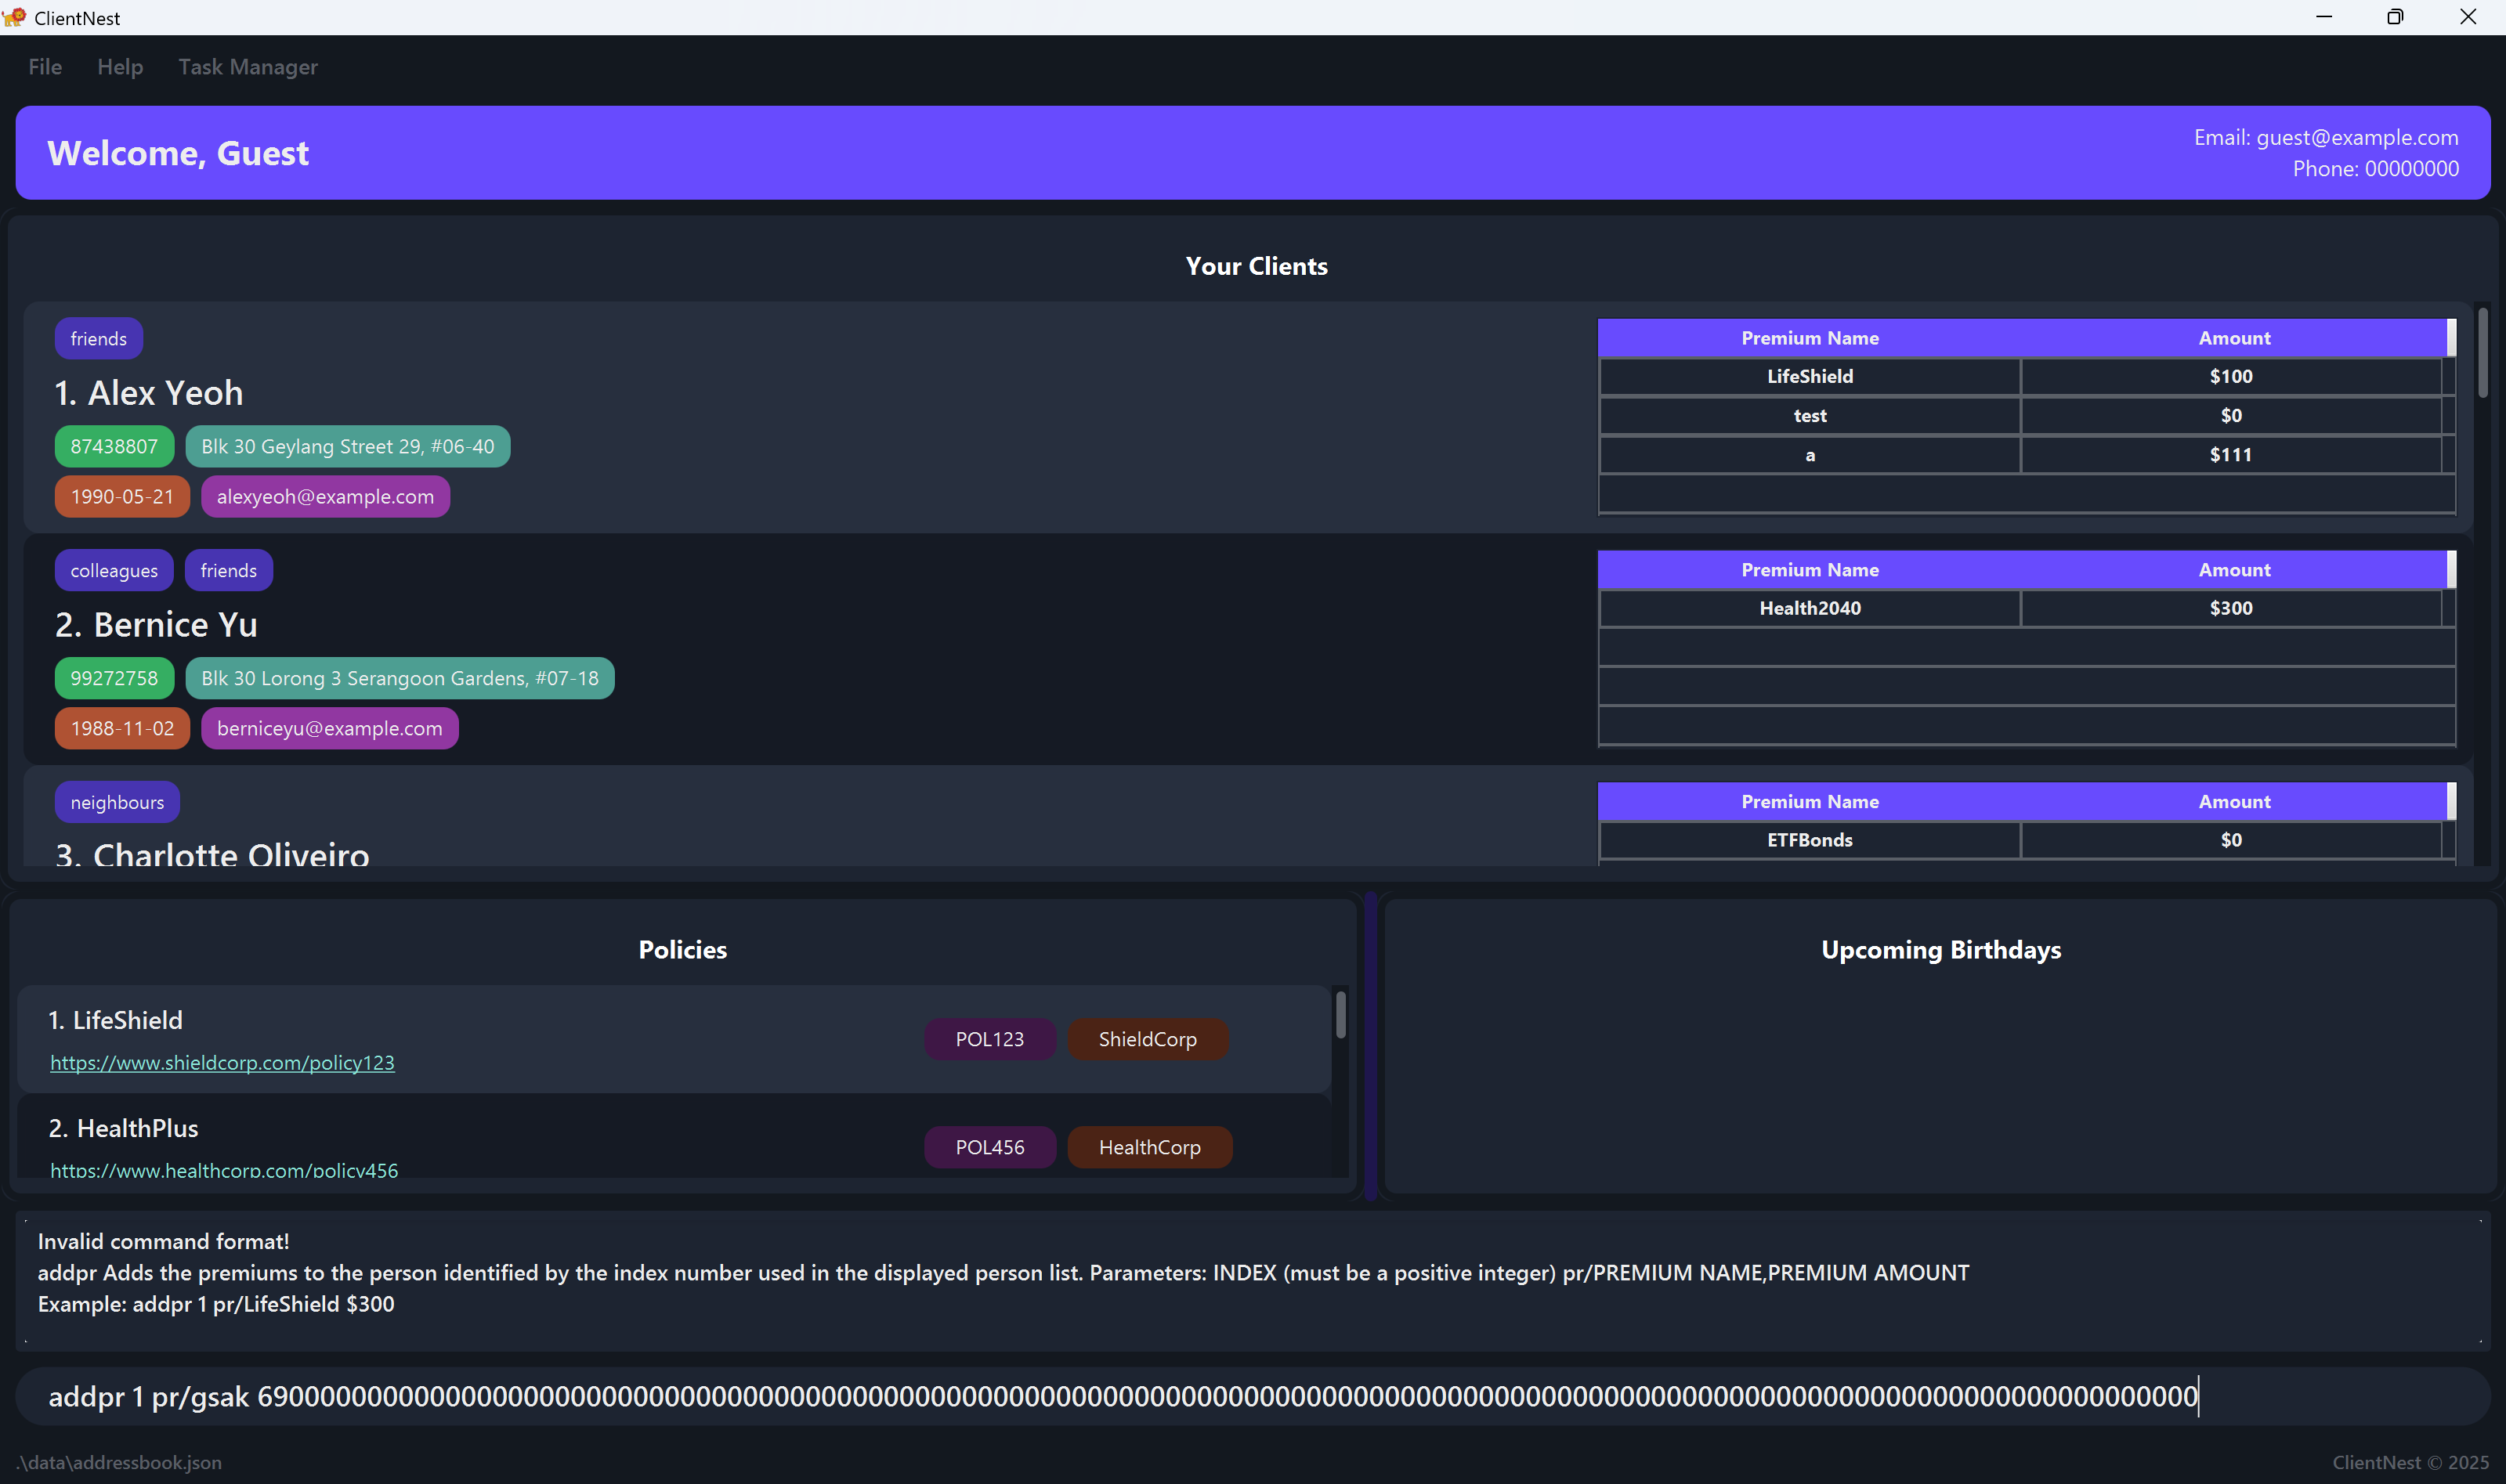 ClientNest
File Help Task Manager
Welcome, Guest
Email: guest@example.com
Phone: 00000000
Your Clients
friends
1. Alex Yeoh
87438807 Blk 30 Geylang Street 29, #06-40
1990-05-21 alexyeoh@example.com
Premium Name Amount
LifeShield $100
test $0
a $111
colleagues friends
2. Bernice Yu
99272758 Blk 30 Lorong 3 Serangoon Gardens, #07-18
1988-11-02 berniceyu@example.com
Premium Name Amount
Health2040 $300
neighbours
3. Charlotte Oliveiro
Premium Name Amount
ETFBonds $0
Policies
1. LifeShield
https://www.shieldcorp.com/policy123
POL123 ShieldCorp
2. HealthPlus
https://www.healthcorp.com/policy456
POL456 HealthCorp
Upcoming Birthdays
Invalid command format!
addpr Adds the premiums to the person identified by the index number used in the displayed person list. Parameters: INDEX (must be a positive integer) pr/PREMIUM NAME,PREMIUM AMOUNT
Example: addpr 1 pr/LifeShield $300
addpr 1 pr/gsak
.\data\addressbook.json
ClientNest © 2025